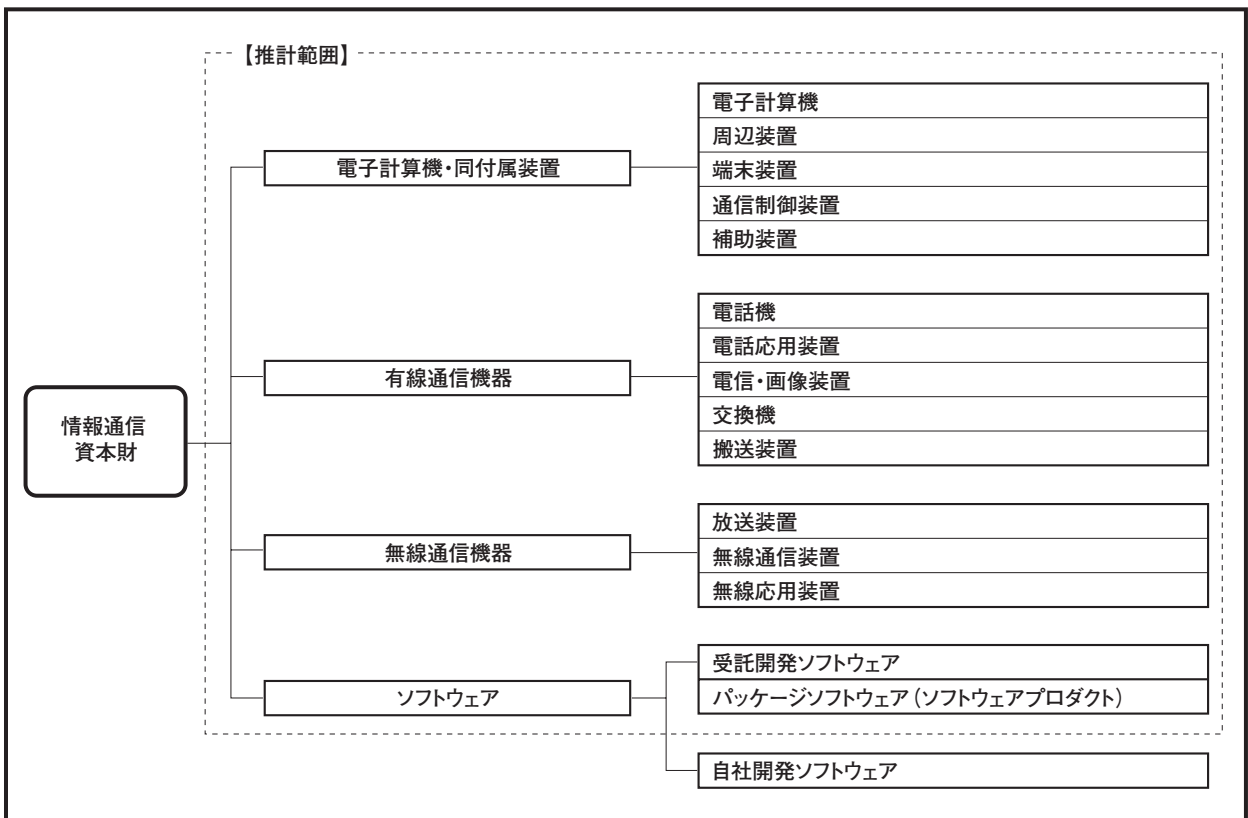 【推計範囲】
情報通信
資本財
電子計算機・同付属装置
電子計算機
周辺装置
端末装置
通信制御装置
補助装置
有線通信機器
電話機
電話応用装置
電信・画像装置
交換機
搬送装置
無線通信機器
放送装置
無線通信装置
無線応用装置
ソフトウェア
受託開発ソフトウェア
パッケージソフトウェア（ソフトウェアプロダクト）
自社開発ソフトウェア